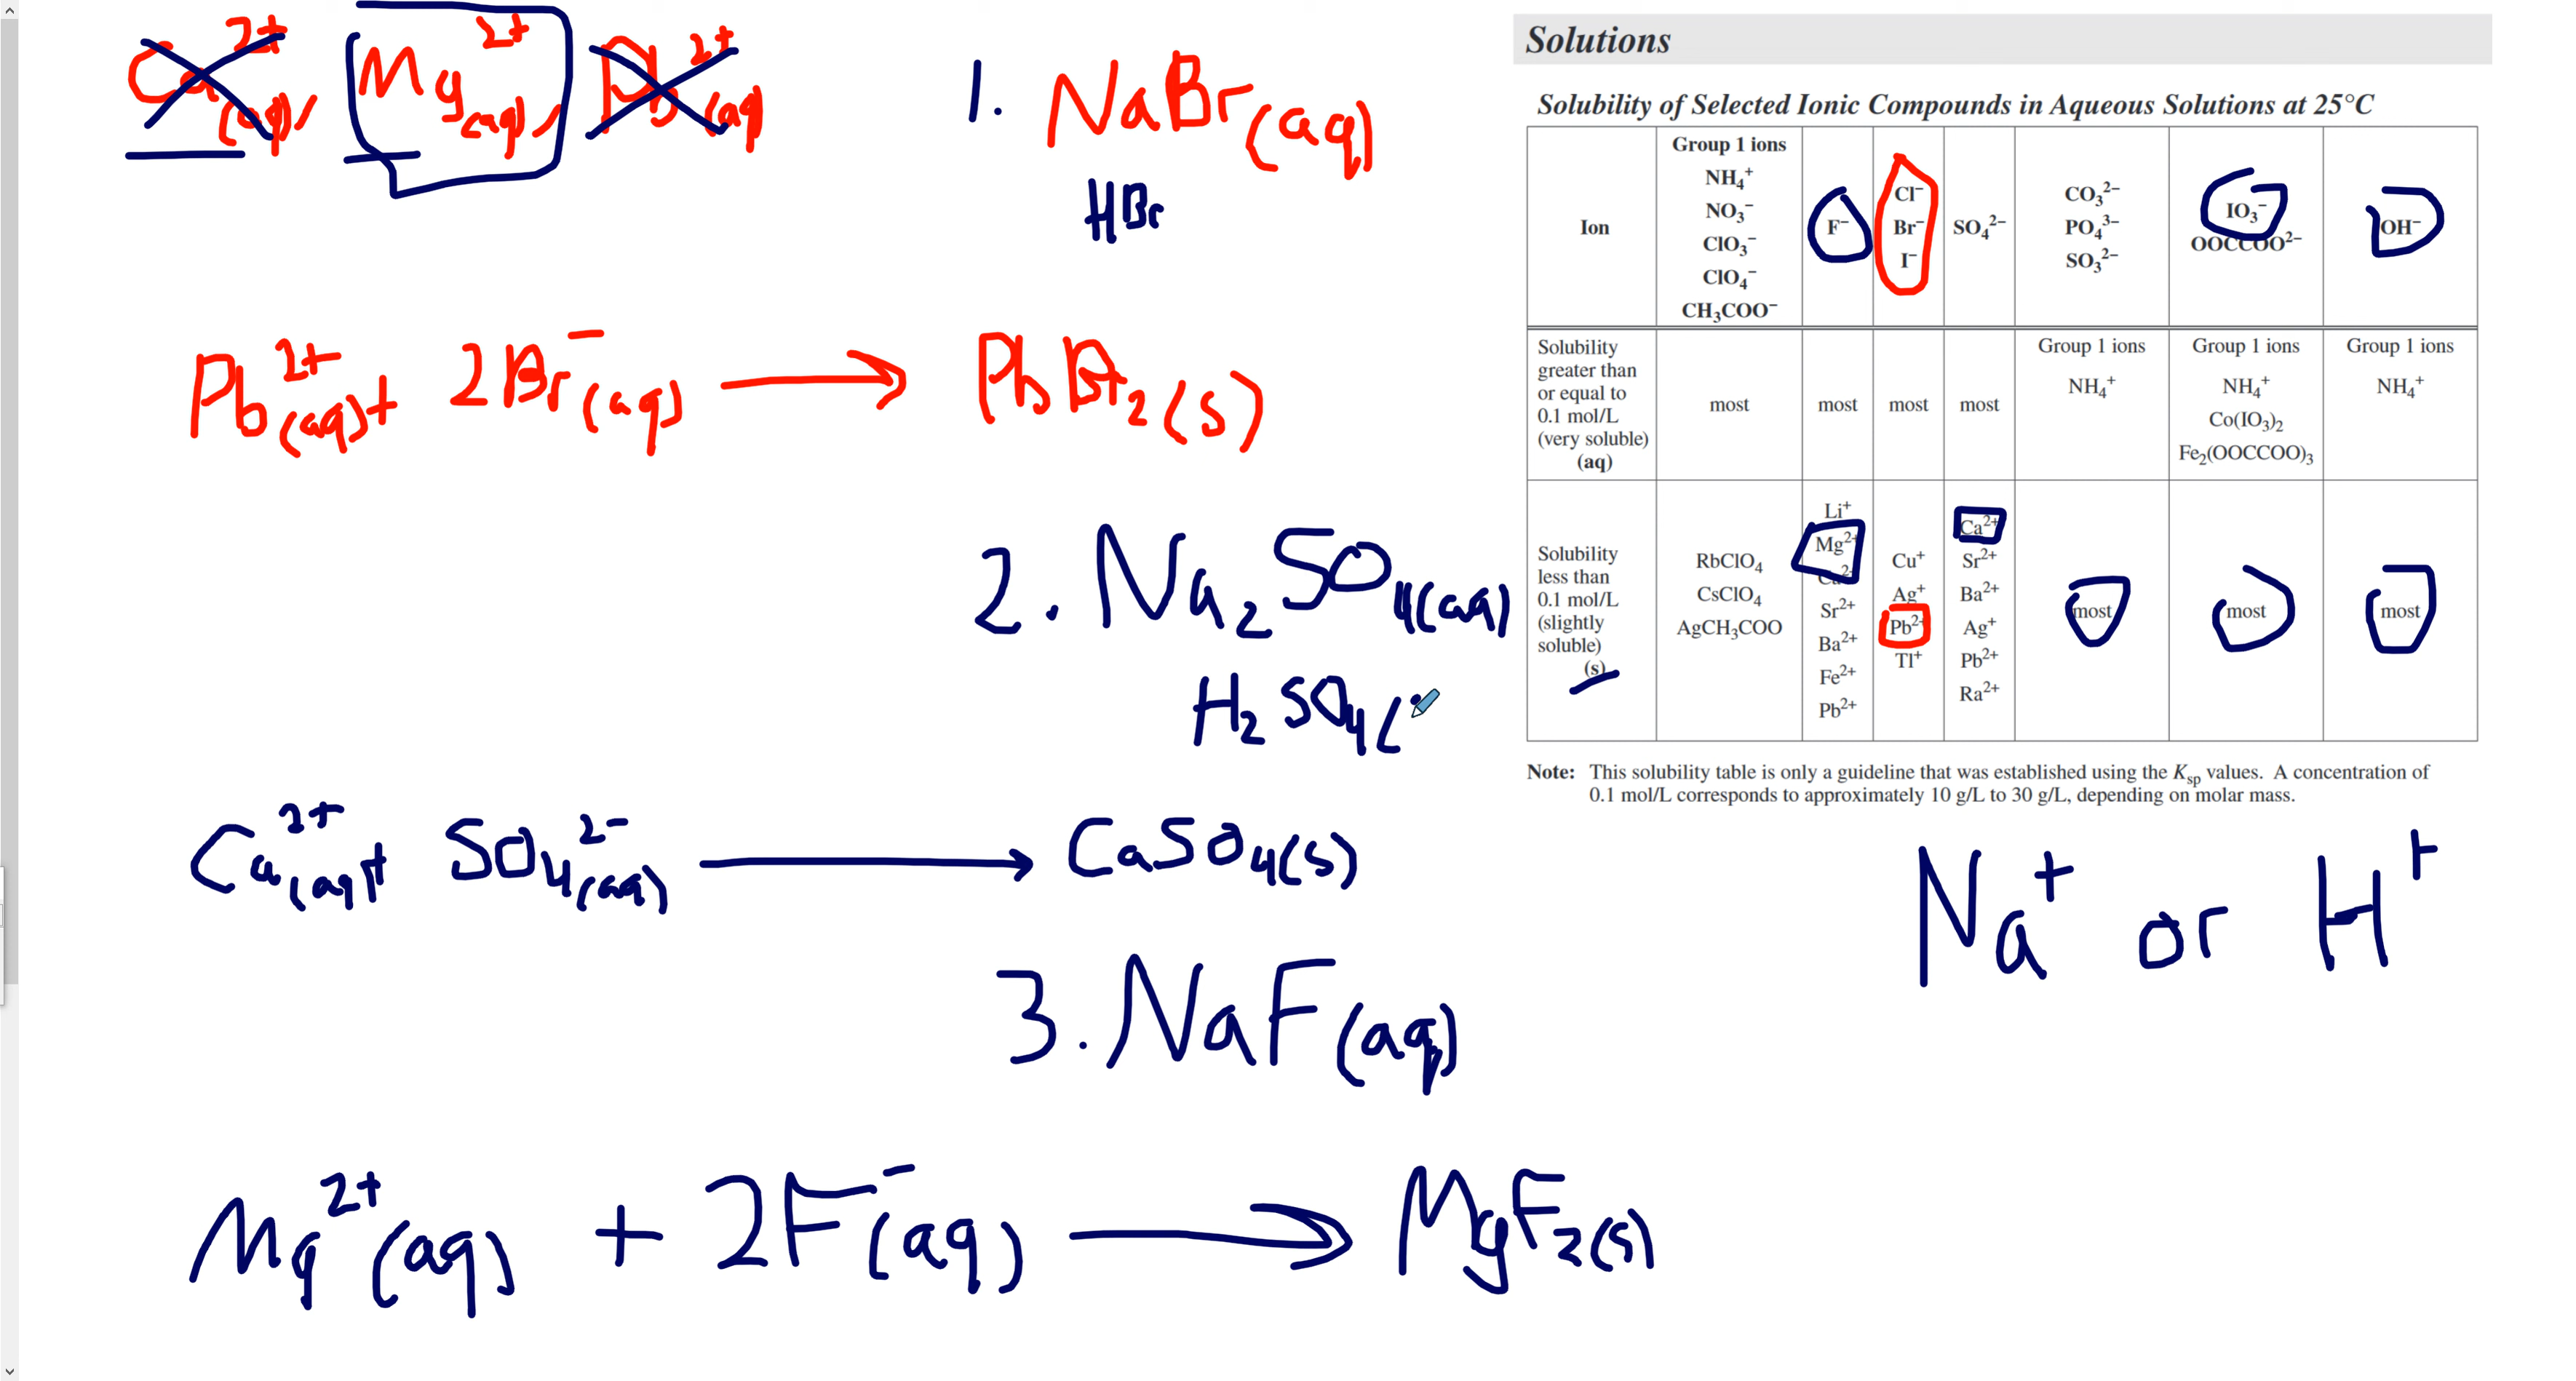 Ca²⁺(aq), Mg²⁺(aq), Pb²⁺(aq)
1. NaBr(aq)
HBr
Pb²⁺(aq) + 2Br⁻(aq) → PbBr₂(s)
2. Na₂SO₄(aq)
H₂SO₄(
Ca²⁺(aq) + SO₄²⁻(aq) → CaSO₄(s)
3. NaF(aq)
Mg²⁺(aq) + 2F⁻(aq) → MgF₂(s)
Solutions
Solubility of Selected Ionic Compounds in Aqueous Solutions at 25°C
Ion
Group 1 ions
NH₄⁺
NO₃⁻
ClO₃⁻
ClO₄⁻
CH₃COO⁻
F⁻
Cl⁻
Br⁻
I⁻
SO₄²⁻
CO₃²⁻
PO₄³⁻
SO₃²⁻
IO₃⁻
OOCCOO²⁻
OH⁻
Solubility
greater than
or equal to
0.1 mol/L
(very soluble)
(aq)
most
most
most
most
Group 1 ions
NH₄⁺
Group 1 ions
NH₄⁺
Co(IO₃)₂
Fe₂(OOCCOO)₃
Group 1 ions
NH₄⁺
Solubility
less than
0.1 mol/L
(slightly
soluble)
(s)
RbClO₄
CsClO₄
AgCH₃COO
Li⁺
Mg²⁺
Ca²⁺
Sr²⁺
Ba²⁺
Fe²⁺
Pb²⁺
Cu⁺
Ag⁺
Pb²⁺
Tl⁺
Ca²⁺
Sr²⁺
Ba²⁺
Ag⁺
Pb²⁺
Ra²⁺
most
most
most
Note: This solubility table is only a guideline that was established using the Ksp values. A concentration of
0.1 mol/L corresponds to approximately 10 g/L to 30 g/L, depending on molar mass.
Na⁺ or H⁺